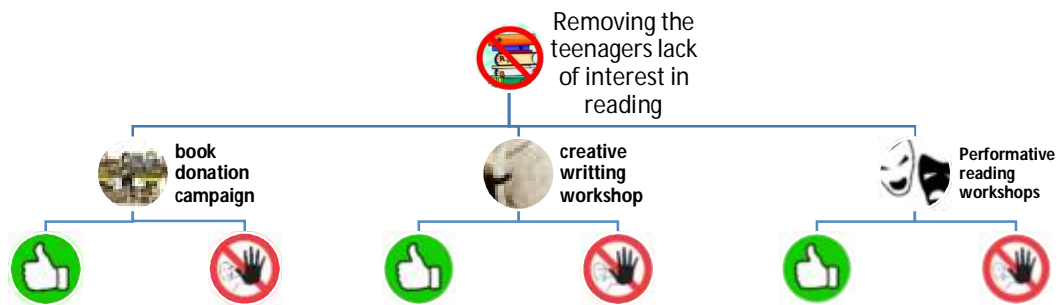 Removing the
teenagers lack
of interest in
reading
book
donation
campaign
creative
writting
workshop
Performative
reading
workshops